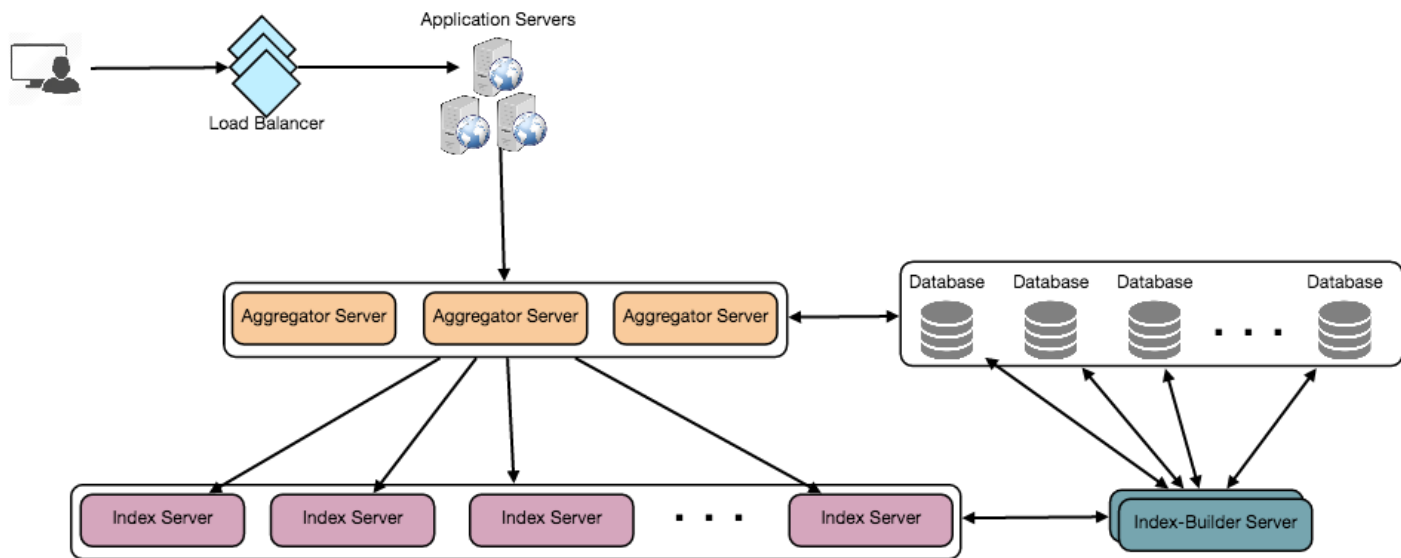 Application Servers
Load Balancer
Database
Database
Database
Database
Aggregator Server
Aggregator Server
Aggregator Server
. . .
Index Server
Index Server
Index Server
. . .
Index Server
Index-Builder Server